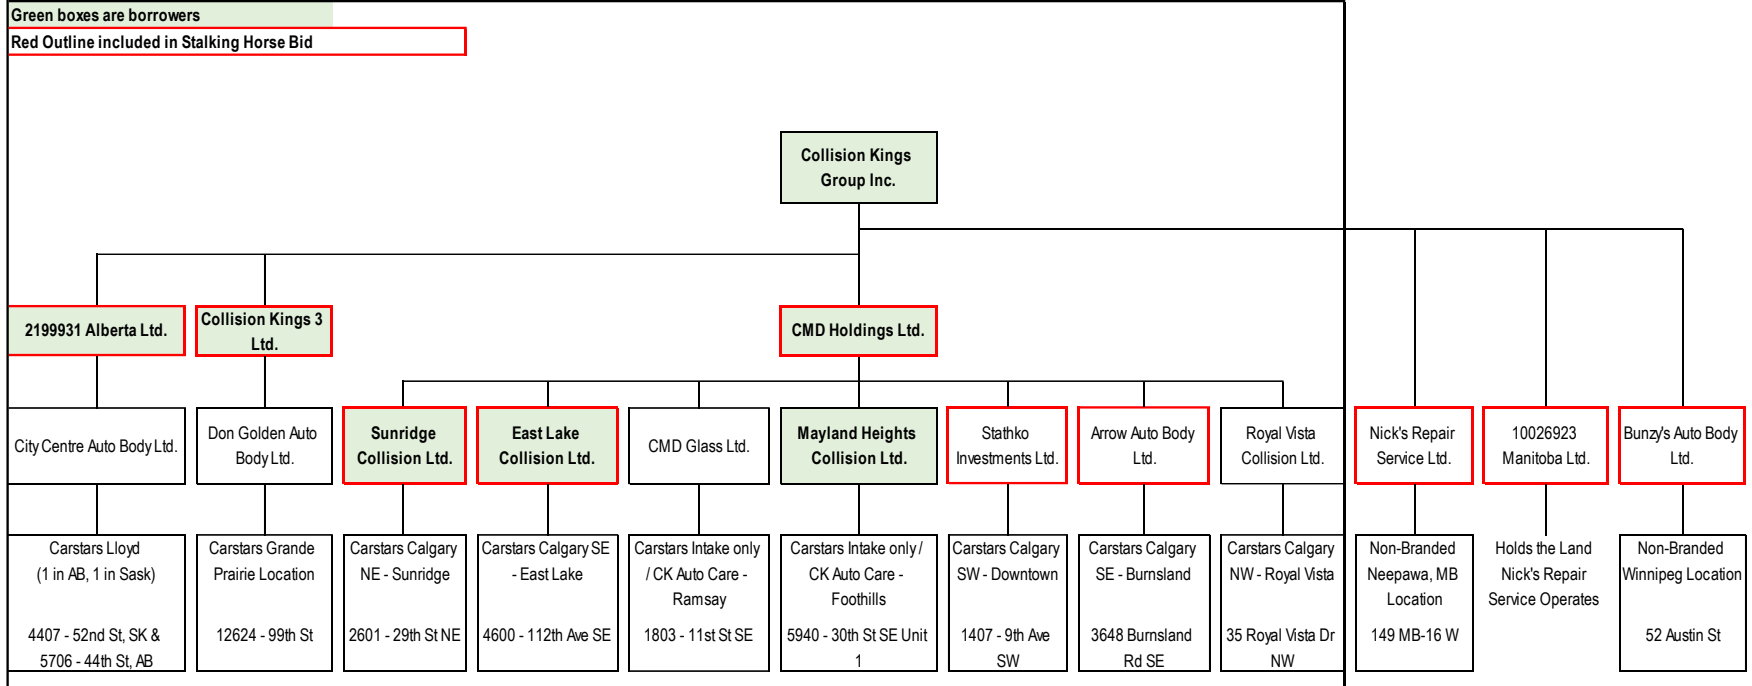 Green boxes are borrowers
Red Outline included in Stalking Horse Bid
Collision Kings
Group Inc.
2199931 Alberta Ltd.
Collision Kings 3
Ltd.
CMD Holdings Ltd.
City Centre Auto Body Ltd.
Don Golden Auto
Body Ltd.
Sunridge
Collision Ltd.
East Lake
Collision Ltd.
CMD Glass Ltd.
Mayland Heights
Collision Ltd.
Stathko
Investments Ltd.
Arrow Auto Body
Ltd.
Royal Vista
Collision Ltd.
Nick's Repair
Service Ltd.
10026923
Manitoba Ltd.
Bunzy's Auto Body
Ltd.
Carstars Lloyd
(1 in AB, 1 in Sask)
4407 - 52nd St, SK &
5706 - 44th St, AB
Carstars Grande
Prairie Location
12624 - 99th St
Carstars Calgary
NE - Sunridge
2601 - 29th St NE
Carstars Calgary SE
- East Lake
4600 - 112th Ave SE
Carstars Intake only
/ CK Auto Care -
Ramsay
1803 - 11st St SE
Carstars Intake only /
CK Auto Care -
Foothills
5940 - 30th St SE Unit
1
Carstars Calgary
SW - Downtown
1407 - 9th Ave
SW
Carstars Calgary
SE - Burnsland
3648 Burnsland
Rd SE
Carstars Calgary
NW - Royal Vista
35 Royal Vista Dr
NW
Non-Branded
Neepawa, MB
Location
149 MB-16 W
Holds the Land
Nick's Repair
Service Operates
Non-Branded
Winnipeg Location
52 Austin St